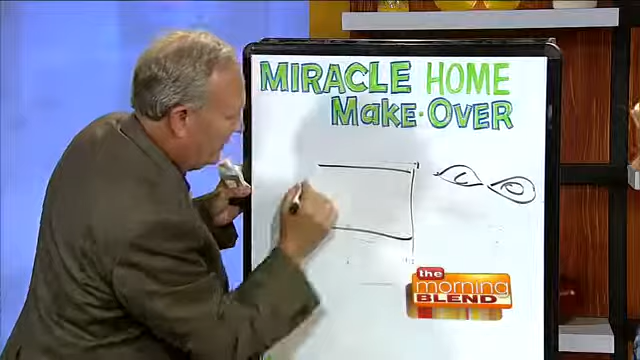 MIRACLE HOME
Make-OVER
the
morning
BLEND